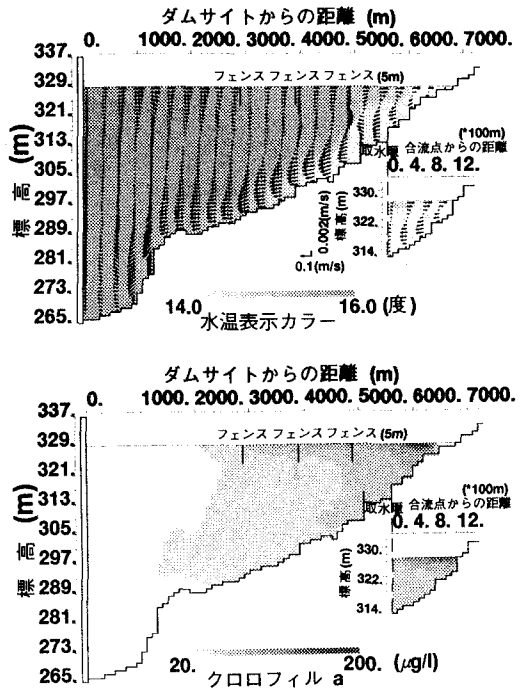 ダムサイトからの距離 (m)
0. 1000. 2000. 3000. 4000. 5000. 6000. 7000.
337.
329.
321.
313.
305.
297.
289.
281.
273.
265.
標高(m)
フェンス フェンス フェンス (5m)
取水堰
(*100m)
合流点からの距離
0. 4. 8. 12.
330.
322.
314.
標高(m)
0.002(m/s)
0.1(m/s)
14.0 16.0 (度)
水温表示カラー
ダムサイトからの距離 (m)
0. 1000. 2000. 3000. 4000. 5000. 6000. 7000.
337.
329.
321.
313.
305.
297.
289.
281.
273.
265.
標高(m)
フェンス フェンス フェンス (5m)
取水堰
(*100m)
合流点からの距離
0. 4. 8. 12.
330.
322.
314.
標高(m)
20. 200. (μg/l)
クロロフィル a